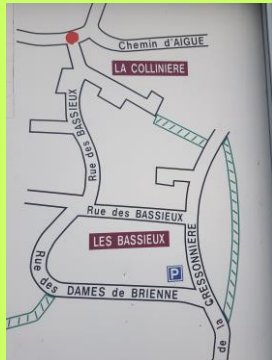 Chemin d'AIGUE
LA COLLINIERE
Rue des BASSIEUX
Rue des BASSIEUX
LES BASSIEUX
P
Rue des DAMES de BRIENNE
de la CRESSONNIERE